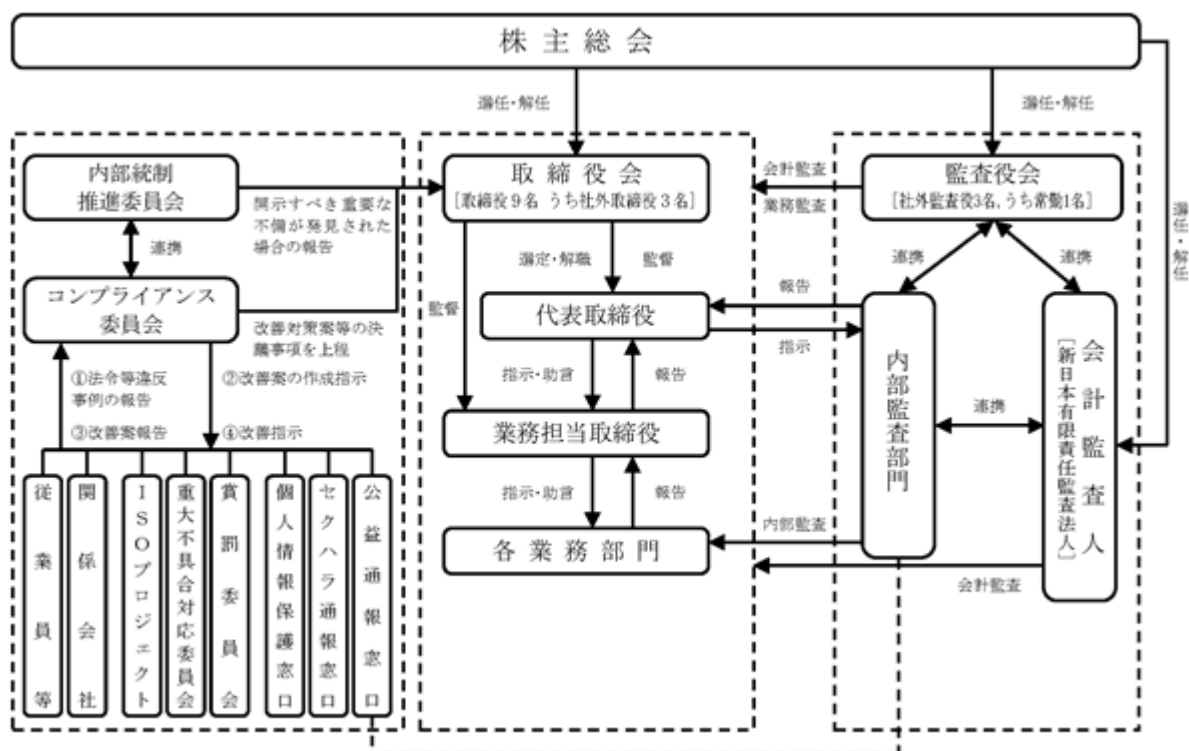 株主総会
選任・解任
選任・解任
選任・解任
内部統制
推進委員会
連携
コンプライアンス
委員会
開示すべき重要な
不備が発見された
場合の報告
改善対策案等の決
議事項を上程
①法令等違反
事例の報告
②改善案の作成指示
③改善案報告
④改善指示
従業員等
関係会社
ISOプロジェクト
重大不具合対応委員会
賞罰委員会
個人情報保護窓口
セクハラ通報窓口
公益通報窓口
取締役会
[取締役9名 うち社外取締役3名]
選定・解職
監督
監督
代表取締役
指示・助言
報告
業務担当取締役
指示・助言
報告
各業務部門
会計監査
業務監査
報告
指示
内部監査
会計監査
監査役会
[社外監査役3名,うち常勤1名]
連携
連携
内部監査部門
連携
会計監査人
[新日本有限責任監査法人]